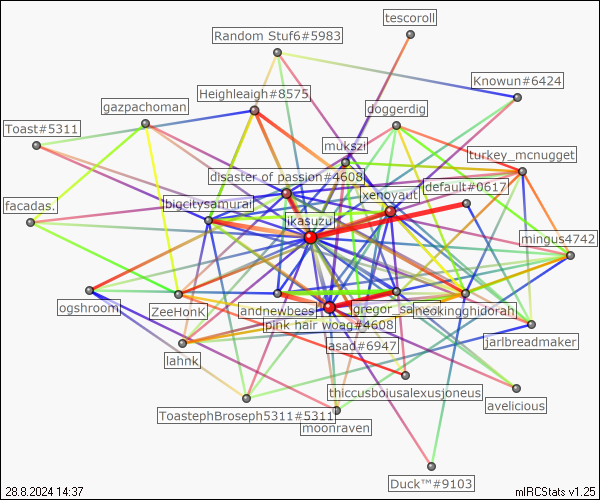 tescoroll
Random Stuf6#5983
Knowun#6424
Heighleigh#8575
gazpachoman
doggerdig
Toast#5311
mukszi
turkey_mcnugget
disaster of passion#4608
default#0617
xenoyaut
facadas.
bigcitysamurai
ikasuzu
mingus4742
ogshroom
ZeeHonK
andnewbees
gregor_sa
neokingghidorah
pink hair woag#4608
jarlbreadmaker
asad#6947
lahnk
thiccusboiusalexusjoneus
avelicious
ToastephBroseph5311#5311
moonraven
Duck™#9103
28.8.2024 14:37
mIRCStats v1.25